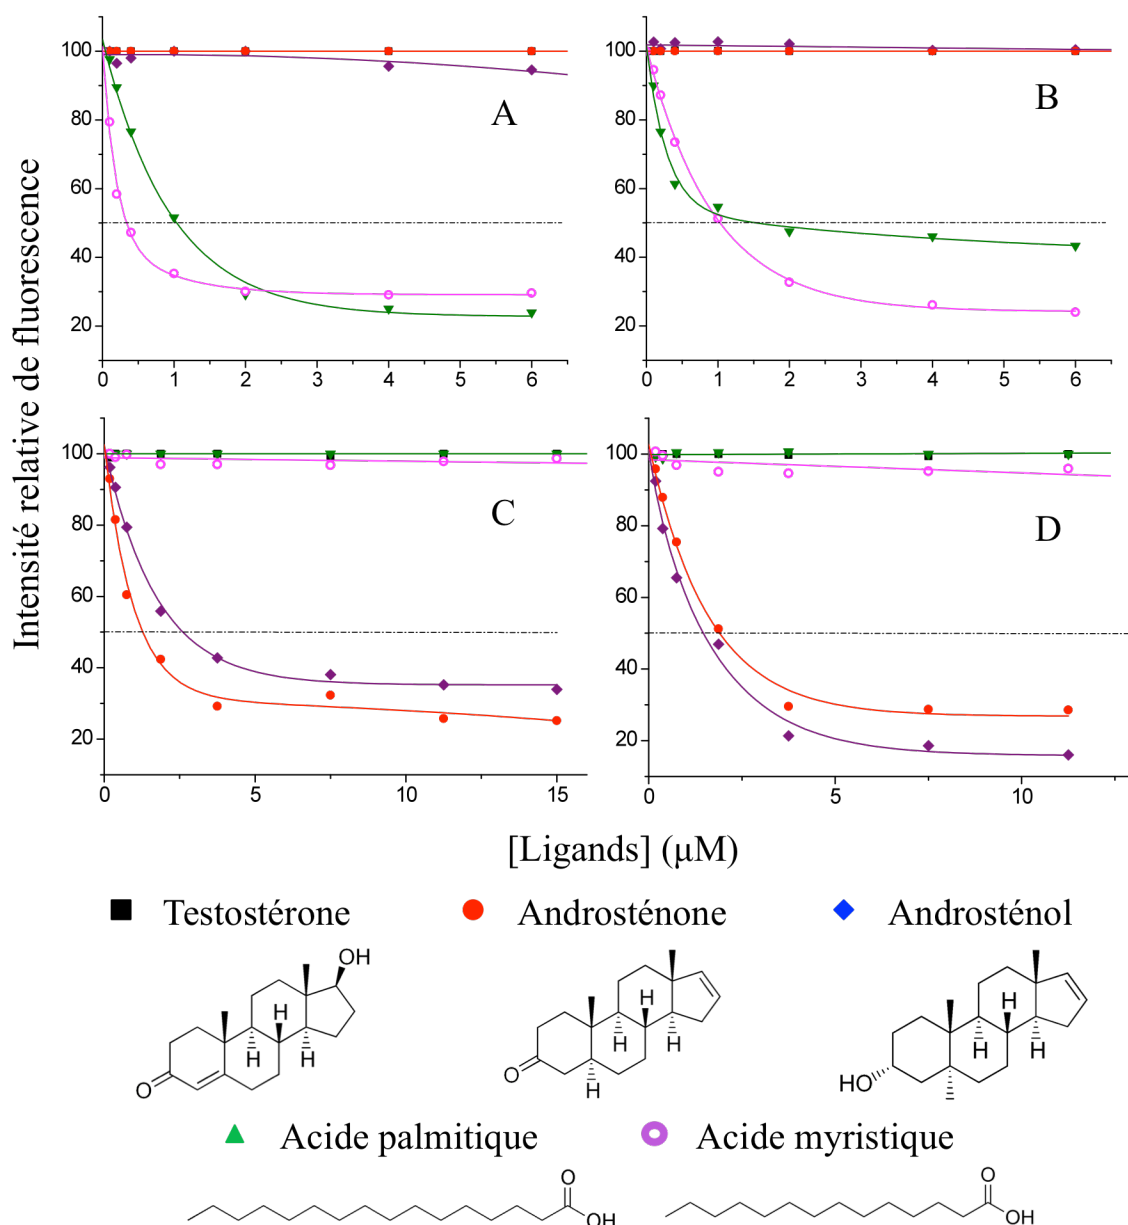 Intensité relative de fluorescence
100
80
60
40
20
0
1
2
3
3
4
5
6
A
100
80
60
40
20
0
1
2
3
3
4
5
6
B
100
80
60
40
20
0
5
10
15
C
100
80
60
40
20
0
5
10
D
[Ligands] (μM)
Testostérone Androsténone Androsténol
OH
H
H H
O
H
H H
O H
H
H H
HO
Acide palmitique Acide myristique
O
OH
O
OH